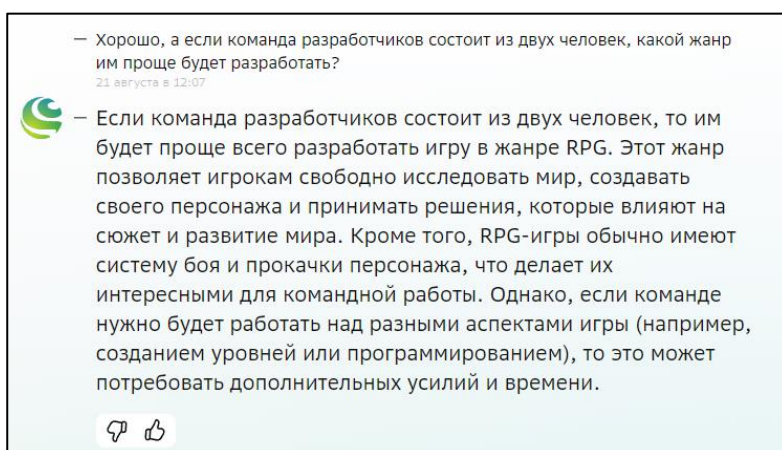 — Хорошо, а если команда разработчиков состоит из двух человек, какой жанр
им проще будет разработать?
21 августа в 12:07
— Если команда разработчиков состоит из двух человек, то им
будет проще всего разработать игру в жанре RPG. Этот жанр
позволяет игрокам свободно исследовать мир, создавать
своего персонажа и принимать решения, которые влияют на
сюжет и развитие мира. Кроме того, RPG-игры обычно имеют
систему боя и прокачки персонажа, что делает их
интересными для командной работы. Однако, если команде
нужно будет работать над разными аспектами игры (например,
созданием уровней или программированием), то это может
потребовать дополнительных усилий и времени.